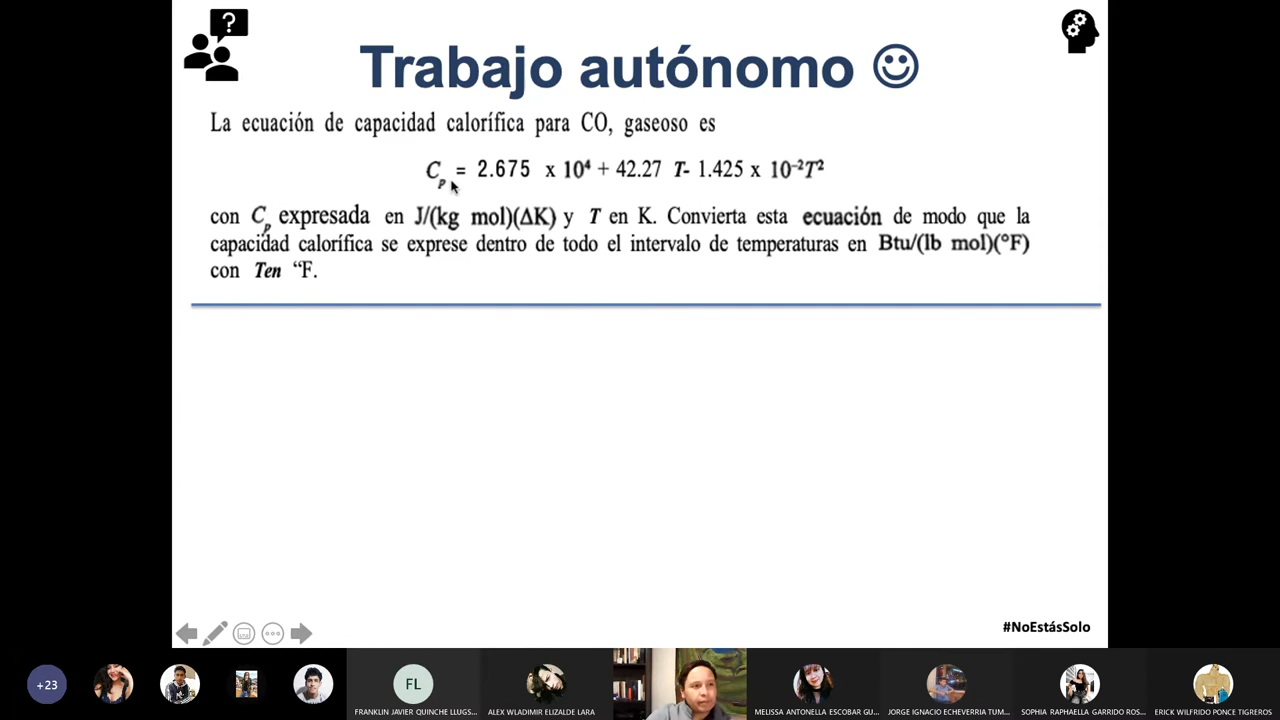 ?
Trabajo autónomo ☺
La ecuación de capacidad calorífica para CO, gaseoso es
Cₚ = 2.675 x 10⁴ + 42.27 T- 1.425 x 10⁻²T²
con Cₚ expresada en J/(kg mol)(ΔK) y T en K. Convierta esta ecuación de modo que la
capacidad calorífica se exprese dentro de todo el intervalo de temperaturas en Btu/(lb mol)(°F)
con Ten “F.
#NoEstásSolo
+23
FL
FRANKLIN JAVIER QUINCHE LLUGS...
ALEX WLADIMIR ELIZALDE LARA
MELISSA ANTONELLA ESCOBAR GU...
JORGE IGNACIO ECHEVERRIA TUM...
SOPHIA RAPHAELLA GARRIDO ROS...
ERICK WILFRIDO PONCE TIGREROS